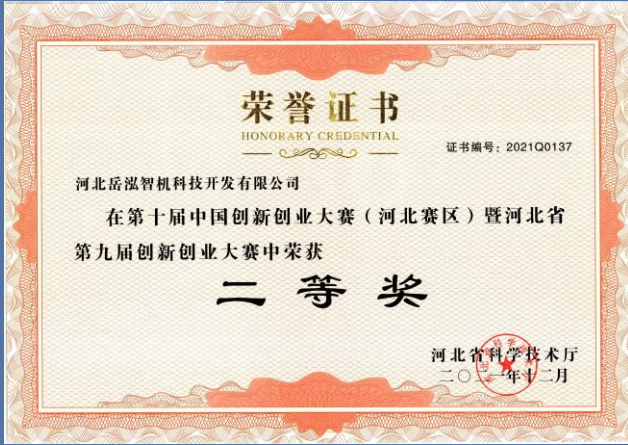 荣誉证书
HONORARY CREDENTIAL
证书编号：2021Q0137
河北岳泓智机科技开发有限公司
在第十届中国创新创业大赛（河北赛区）暨河北省
第九届创新创业大赛中荣获
二等奖
河北省科学技术厅
二〇二一年十二月